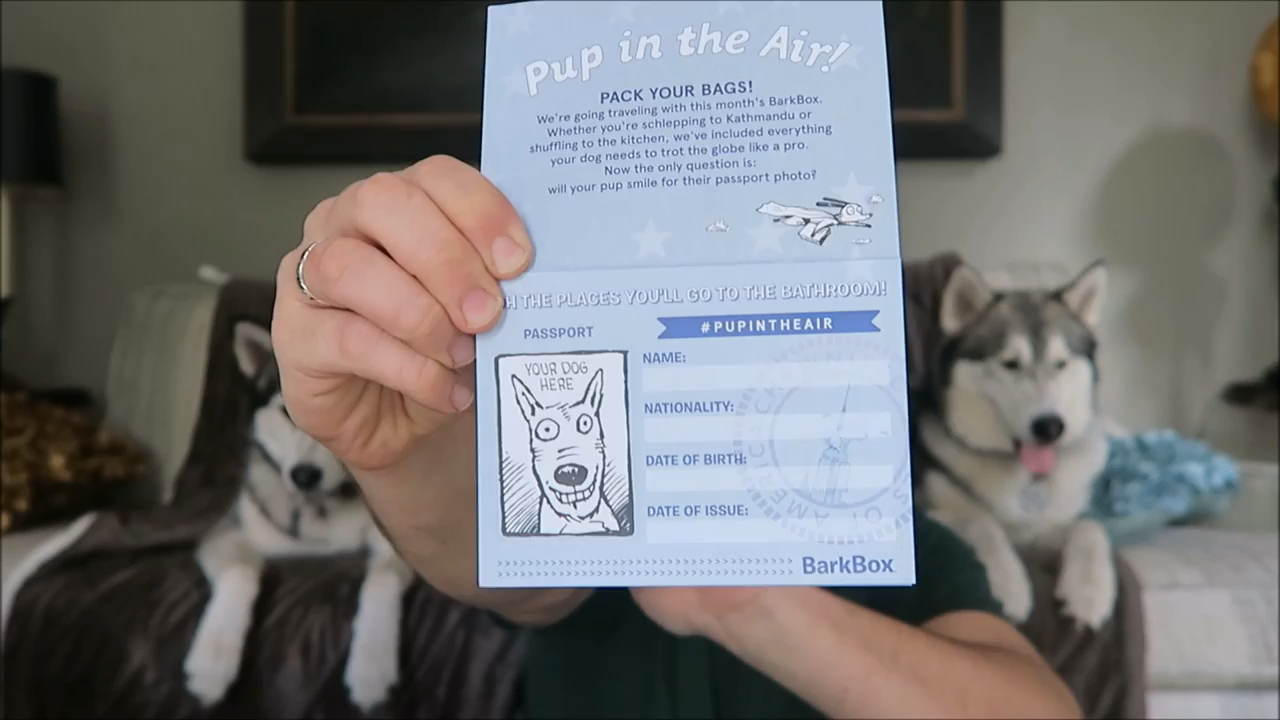 Pup in the Air!
PACK YOUR BAGS!
We're going traveling with this month's BarkBox.
Whether you're schlepping to Kathmandu or
shuffling to the kitchen, we've included everything
your dog needs to trot the globe like a pro.
Now the only question is:
will your pup smile for their passport photo?
THE PLACES YOU'LL GO TO THE BATHROOM!
PASSPORT
#PUPINTHEAIR
YOUR DOG
HERE
NAME:
NATIONALITY:
DATE OF BIRTH:
DATE OF ISSUE:
OF AMERICA
BarkBox